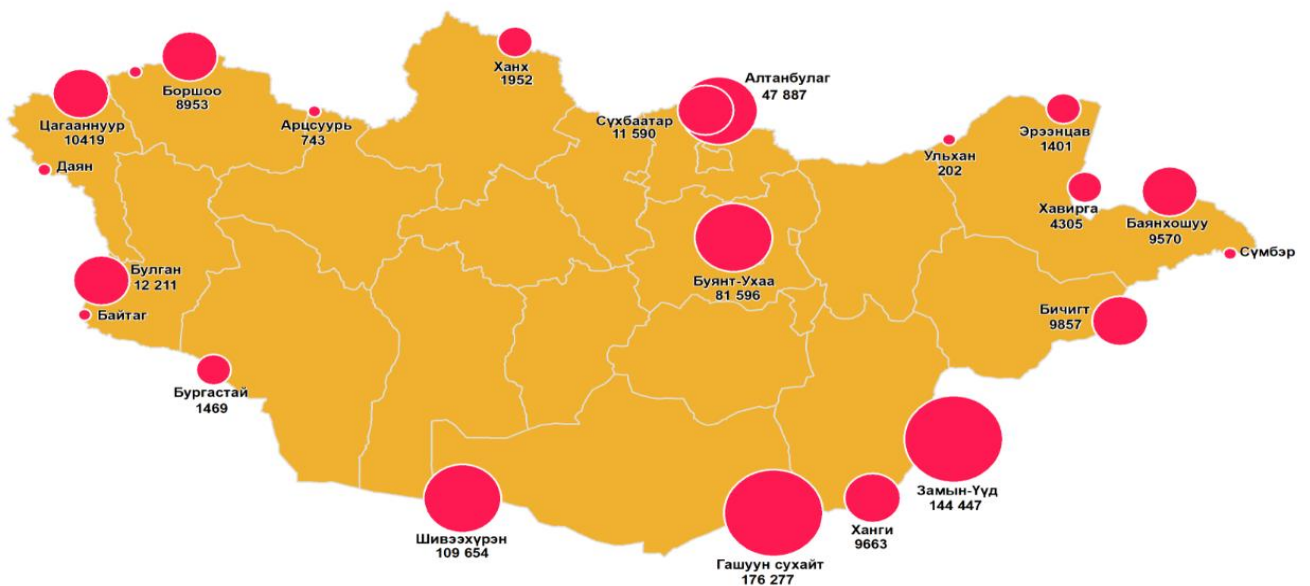 Ханх
1952
Алтанбулаг
47 887
Боршоо
8953
Цагааннуур
10419
Арцсуурь
743
Сүхбаатар
11 590
Эрээнцав
1401
Даян
Ульхан
202
Хавирга
4305
Баянхошуу
9570
Сүмбэр
Булган
12 211
Буянт-Ухаа
81 596
Байтаг
Бичигт
9857
Бургастай
1469
Замын-Үүд
144 447
Шивээхүрэн
109 654
Ханги
9663
Гашуун сухайт
176 277